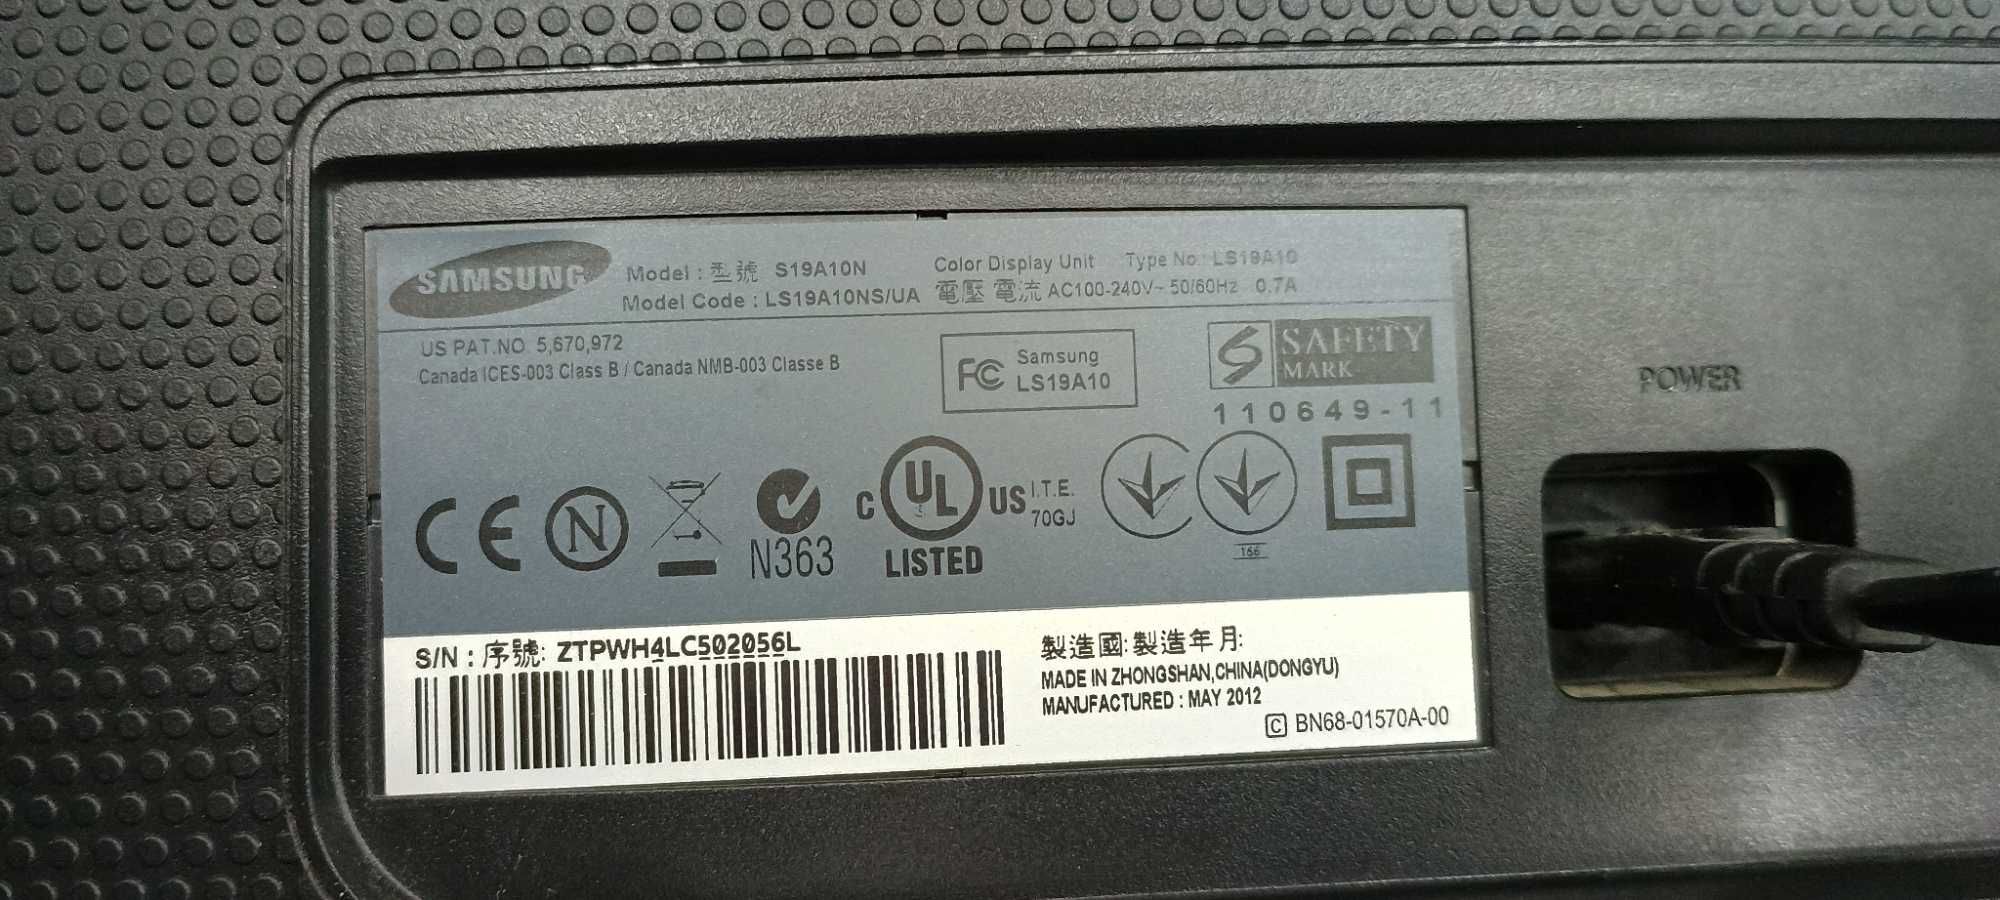 SAMSUNG
Model : 型號 S19A10N
Model Code : LS19A10NS/UA
Color Display Unit Type No.: LS19A10
電壓 電流 AC100-240V~ 50/60Hz 0.7A
US PAT.NO. 5,670,972
Canada ICES-003 Class B / Canada NMB-003 Classe B
FC Samsung
LS19A10
S SAFETY
MARK
110649-11
POWER
CE N N363
C UL US LISTED
I.T.E.
70GJ
166
S/N : 序號: ZTPWH4LC502056L
製造國: 製造年月:
MADE IN ZHONGSHAN,CHINA(DONGYU)
MANUFACTURED : MAY 2012
C BN68-01570A-00